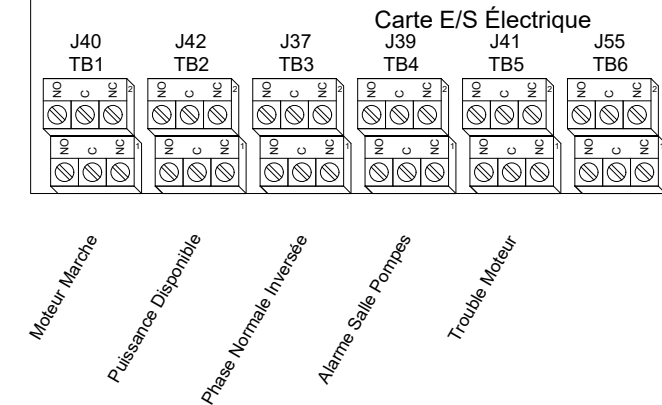 Carte E/S Électrique
J40 J42 J37 J39 J41 J55
TB1 TB2 TB3 TB4 TB5 TB6
NO C NC 2 NO C NC 2 NO C NC 2 NO C NC 2 NO C NC 2 NO C NC 2
NO C NC 1 NO C NC 1 NO C NC 1 NO C NC 1 NO C NC 1 NO C NC
Moteur Marche
Puissance Disponible
Phase Normale Inversée
Alarme Salle Pompes
Trouble Moteur